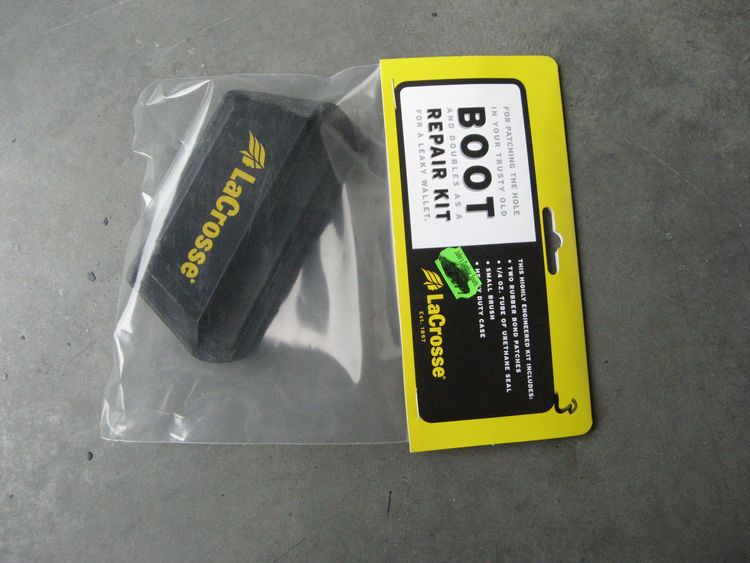 FOR PATCHING THE HOLE
IN YOUR TRUSTY OLD
BOOT
AND DOUBLES AS A
REPAIR KIT
FOR A LEAKY WALLET.
THIS HIGHLY ENGINEERED KIT INCLUDES:
• TWO RUBBER BOND PATCHES
• 1/4 OZ. TUBE OF URETHANE SEAL
• SMALL BRUSH
• HEAVY DUTY CASE
LaCrosse®
Est. 1897
LaCrosse®